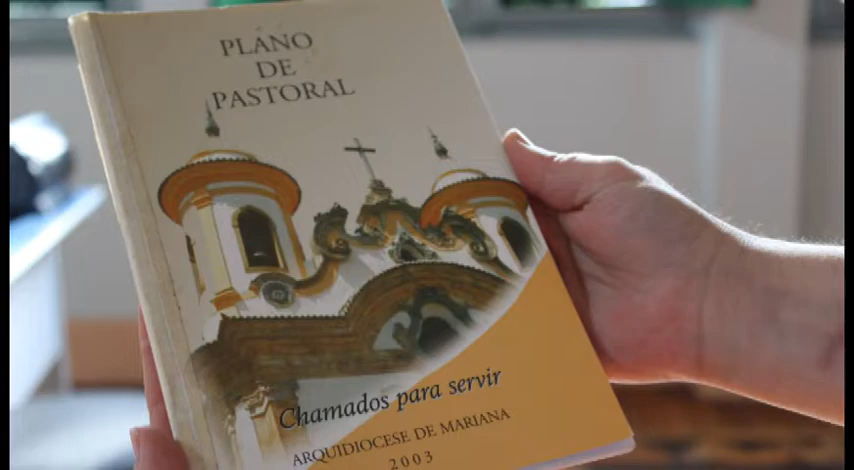 PLANO
DE
PASTORAL
Chamados para servir
ARQUIDIOCESE DE MARIANA
2003